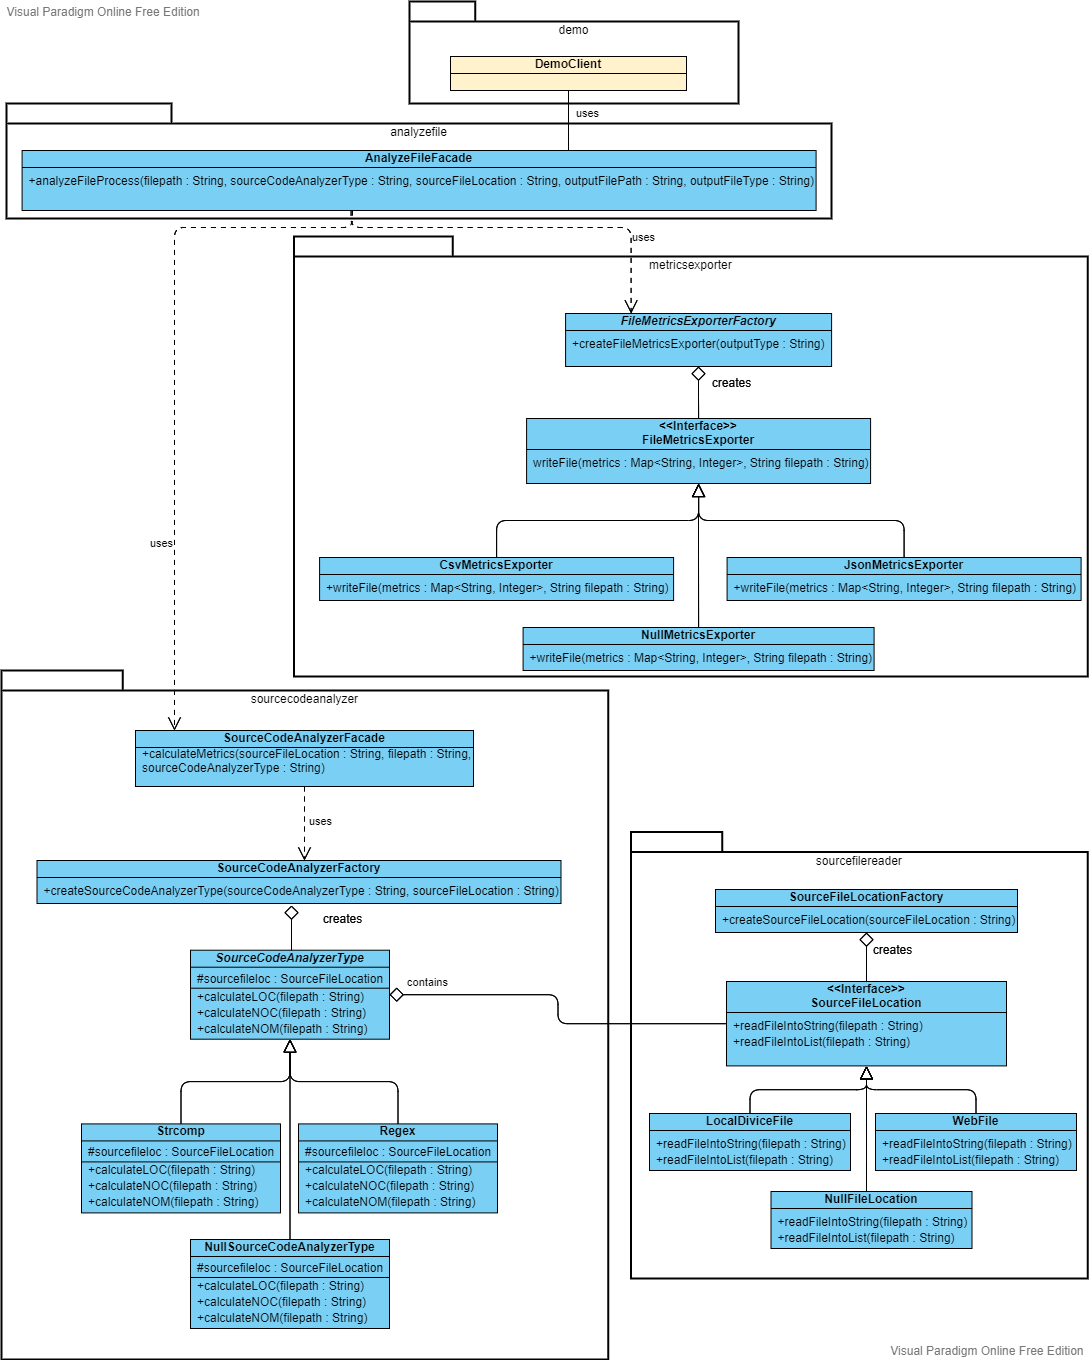 Visual Paradigm Online Free Edition
demo
DemoClient
uses
analyzefile
AnalyzeFileFacade
+analyzeFileProcess(filepath : String, sourceCodeAnalyzerType : String, sourceFileLocation : String, outputFilePath : String, outputFileType : String)
uses
metricsexporter
FileMetricsExporterFactory
+createFileMetricsExporter(outputType : String)
creates
<<Interface>>
FileMetricsExporter
writeFile(metrics : Map<String, Integer>, String filepath : String)
uses
CsvMetricsExporter
+writeFile(metrics : Map<String, Integer>, String filepath : String)
JsonMetricsExporter
+writeFile(metrics : Map<String, Integer>, String filepath : String)
NullMetricsExporter
+writeFile(metrics : Map<String, Integer>, String filepath : String)
sourcecodeanalyzer
SourceCodeAnalyzerFacade
+calculateMetrics(sourceFileLocation : String, filepath : String,
sourceCodeAnalyzerType : String)
uses
SourceCodeAnalyzerFactory
+createSourceCodeAnalyzerType(sourceCodeAnalyzerType : String, sourceFileLocation : String)
creates
SourceCodeAnalyzerType
#sourcefileloc : SourceFileLocation
+calculateLOC(filepath : String)
+calculateNOC(filepath : String)
+calculateNOM(filepath : String)
contains
Strcomp
#sourcefileloc : SourceFileLocation
+calculateLOC(filepath : String)
+calculateNOC(filepath : String)
+calculateNOM(filepath : String)
Regex
#sourcefileloc : SourceFileLocation
+calculateLOC(filepath : String)
+calculateNOC(filepath : String)
+calculateNOM(filepath : String)
NullSourceCodeAnalyzerType
#sourcefileloc : SourceFileLocation
+calculateLOC(filepath : String)
+calculateNOC(filepath : String)
+calculateNOM(filepath : String)
sourcefilereader
SourceFileLocationFactory
+createSourceFileLocation(sourceFileLocation : String)
creates
<<Interface>>
SourceFileLocation
+readFileIntoString(filepath : String)
+readFileIntoList(filepath : String)
LocalDiviceFile
+readFileIntoString(filepath : String)
+readFileIntoList(filepath : String)
WebFile
+readFileIntoString(filepath : String)
+readFileIntoList(filepath : String)
NullFileLocation
+readFileIntoString(filepath : String)
+readFileIntoList(filepath : String)
Visual Paradigm Online Free Edition